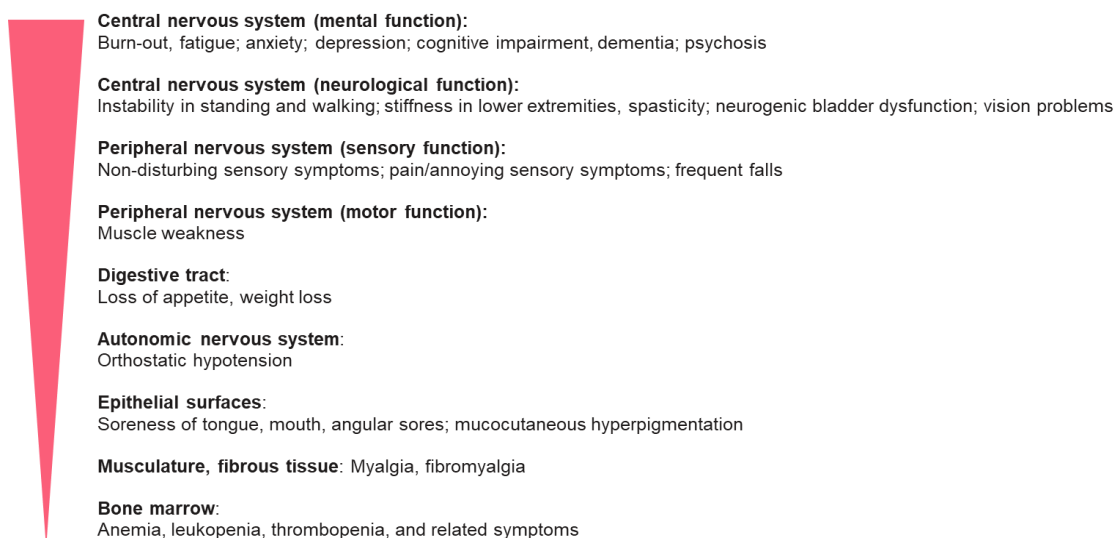 Central nervous system (mental function):
Burn-out, fatigue; anxiety; depression; cognitive impairment, dementia; psychosis
Central nervous system (neurological function):
Instability in standing and walking; stiffness in lower extremities, spasticity; neurogenic bladder dysfunction; vision problems
Peripheral nervous system (sensory function):
Non-disturbing sensory symptoms; pain/annoying sensory symptoms; frequent falls
Peripheral nervous system (motor function):
Muscle weakness
Digestive tract:
Loss of appetite, weight loss
Autonomic nervous system:
Orthostatic hypotension
Epithelial surfaces:
Soreness of tongue, mouth, angular sores; mucocutaneous hyperpigmentation
Musculature, fibrous tissue: Myalgia, fibromyalgia
Bone marrow:
Anemia, leukopenia, thrombopenia, and related symptoms